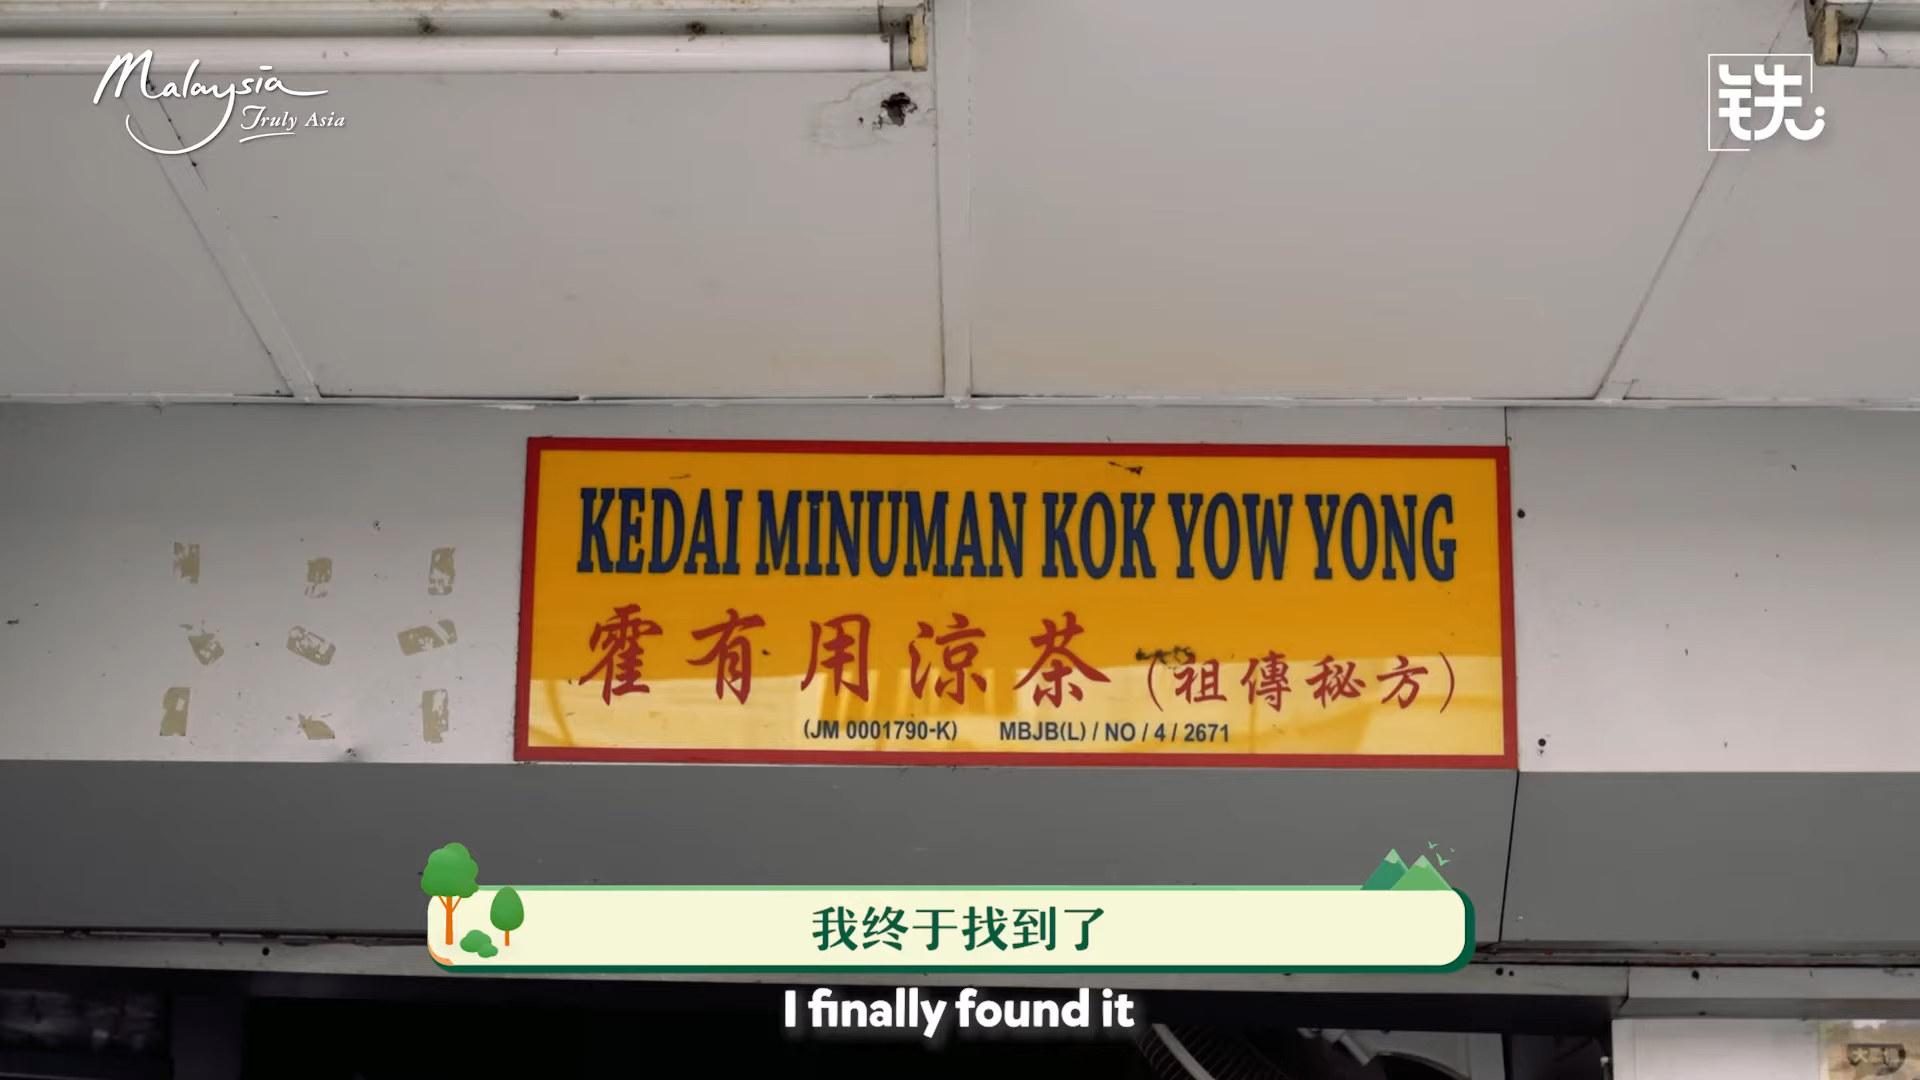 Malaysia
Truly Asia
铁
KEDAI MINUMAN KOK YOW YONG
霍有用涼茶（祖傳秘方）
(JM 0001790-K) MBJB(L) / NO / 4 / 2671
我终于找到了
I finally found it